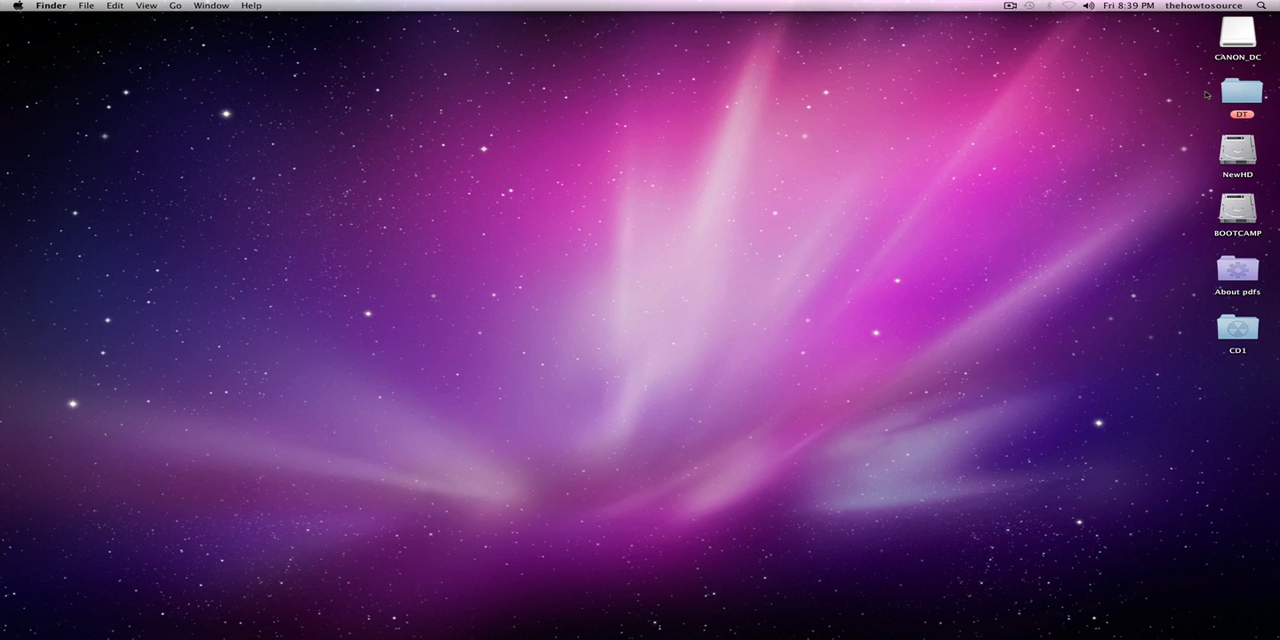 Finder File Edit View Go Window Help Fri 8:39 PM thehowtosource
CANON_DC
DT
NewHD
BOOTCAMP
About pdfs
CD1